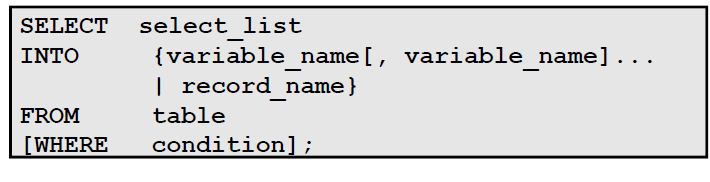 SELECT select_list
INTO {variable_name[, variable_name]...
| record_name}
FROM table
[WHERE condition];